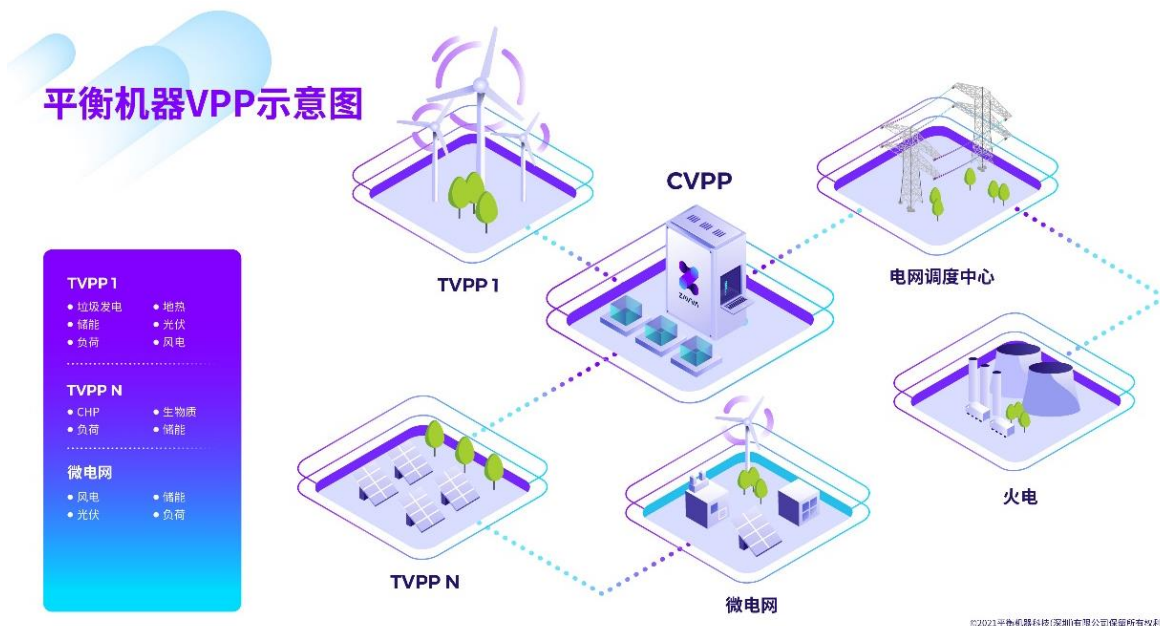 平衡机器VPP示意图
CVPP
TVPP 1
电网调度中心
TVPP 1
● 垃圾发电 ● 地热
● 储能 ● 光伏
● 负荷 ● 风电
TVPP N
● CHP ● 生物质
● 负荷 ● 储能
微电网
● 风电 ● 储能
● 光伏 ● 负荷
火电
TVPP N
微电网
©2021平衡机器科技(深圳)有限公司保留所有权利